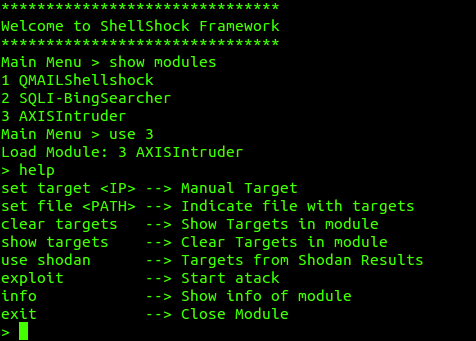 *******************************
Welcome to ShellShock Framework
*******************************
Main Menu > show modules
1 QMAILShellshock
2 SQLI-BingSearcher
3 AXISIntruder
Main Menu > use 3
Load Module: 3 AXISIntruder
> help
set target <IP> --> Manual Target
set file <PATH> --> Indicate file with targets
clear targets   --> Show Targets in module
show targets    --> Clear Targets in module
use shodan      --> Targets from Shodan Results
exploit         --> Start atack
info            --> Show info of module
exit            --> Close Module
>